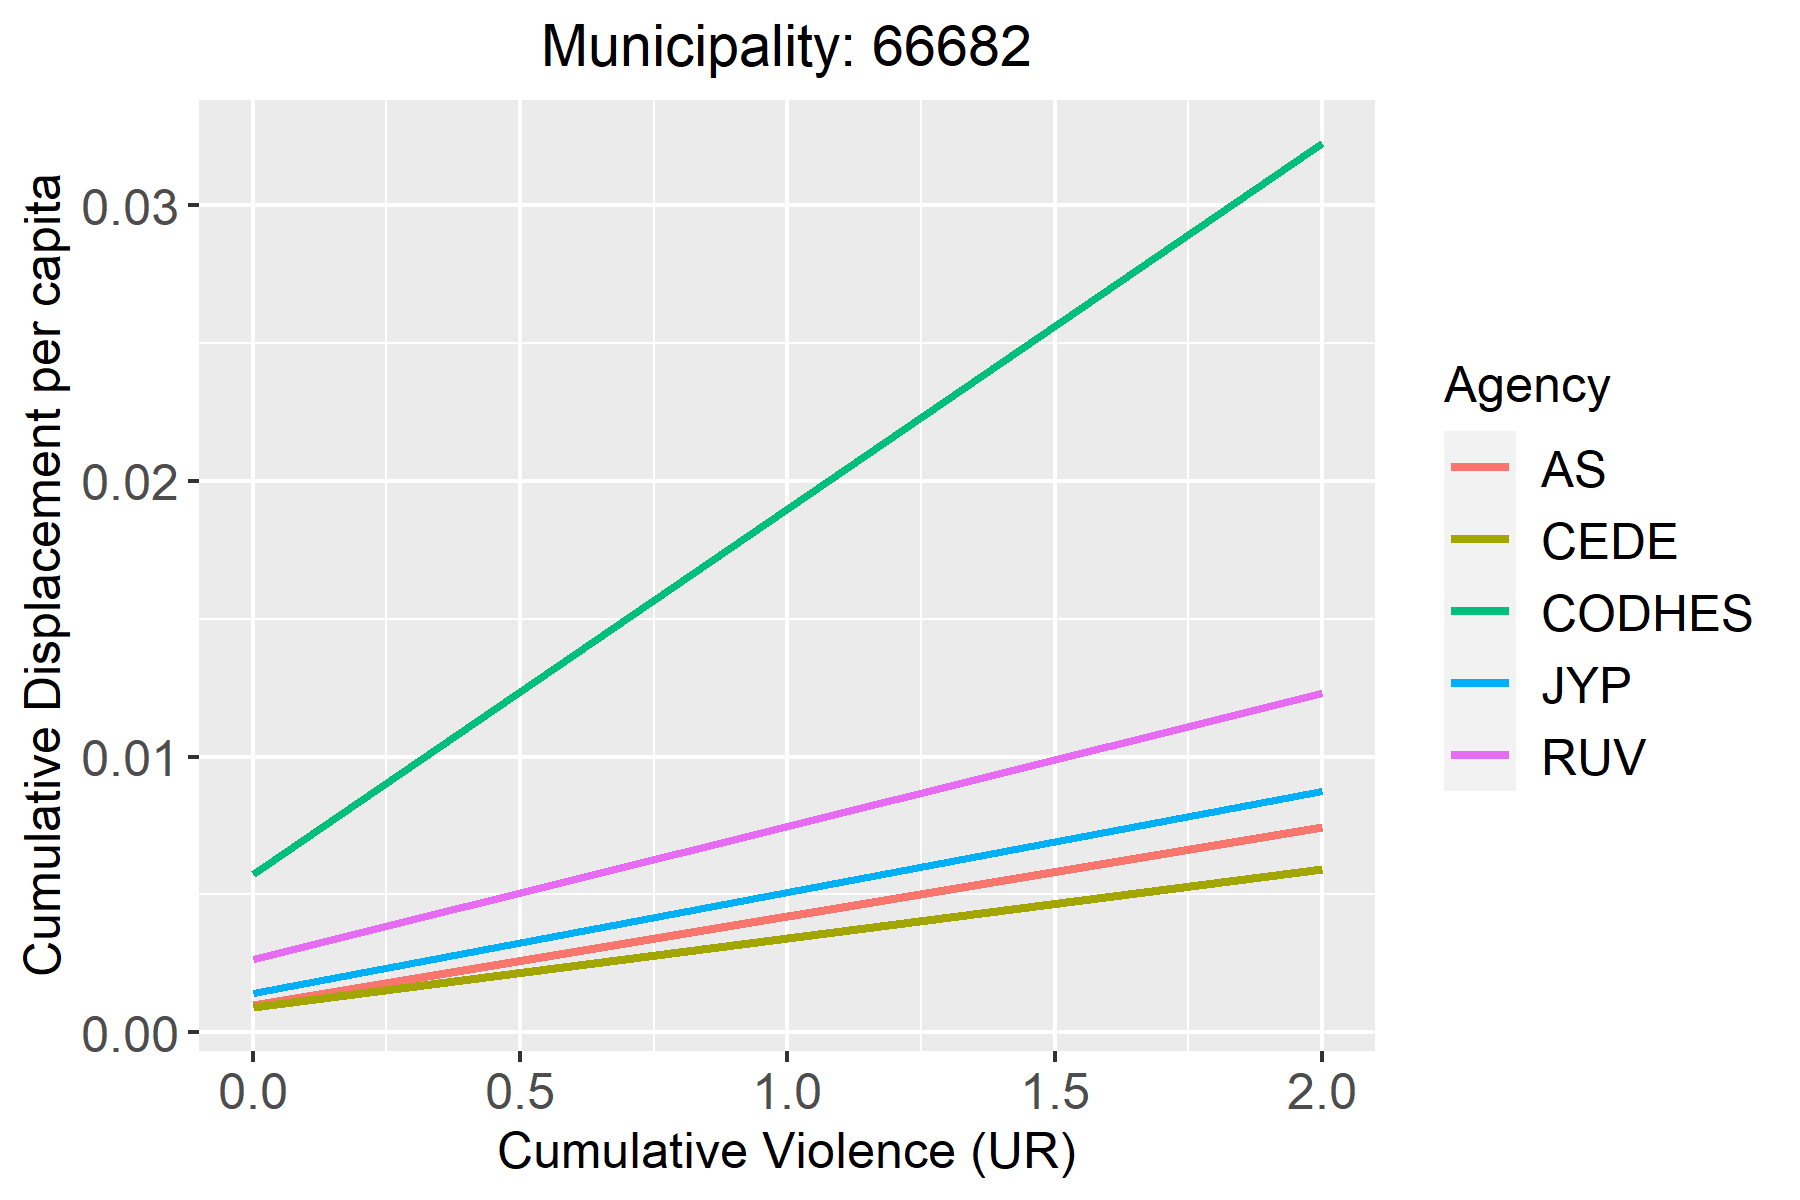 Municipality: 66682
Cumulative Displacement per capita
0.03
0.02
0.01
0.00
0.0 0.5 1.0 1.5 2.0
Cumulative Violence (UR)
Agency
AS
CEDE
CODHES
JYP
RUV